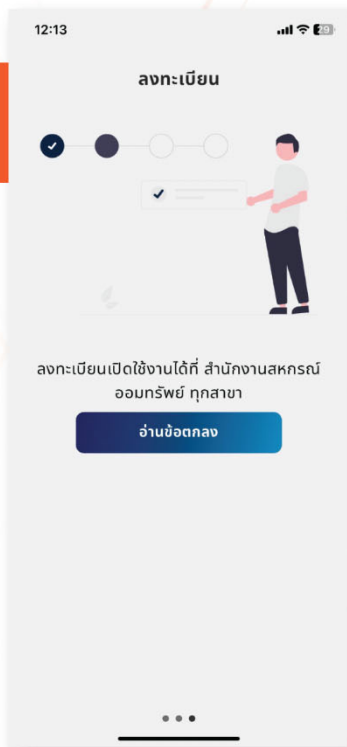 12:13
29
ลงทะเบียน
ลงทะเบียนเปิดใช้งานได้ที่ สำนักงานสหกรณ์
ออมทรัพย์ ทุกสาขา
อ่านข้อตกลง